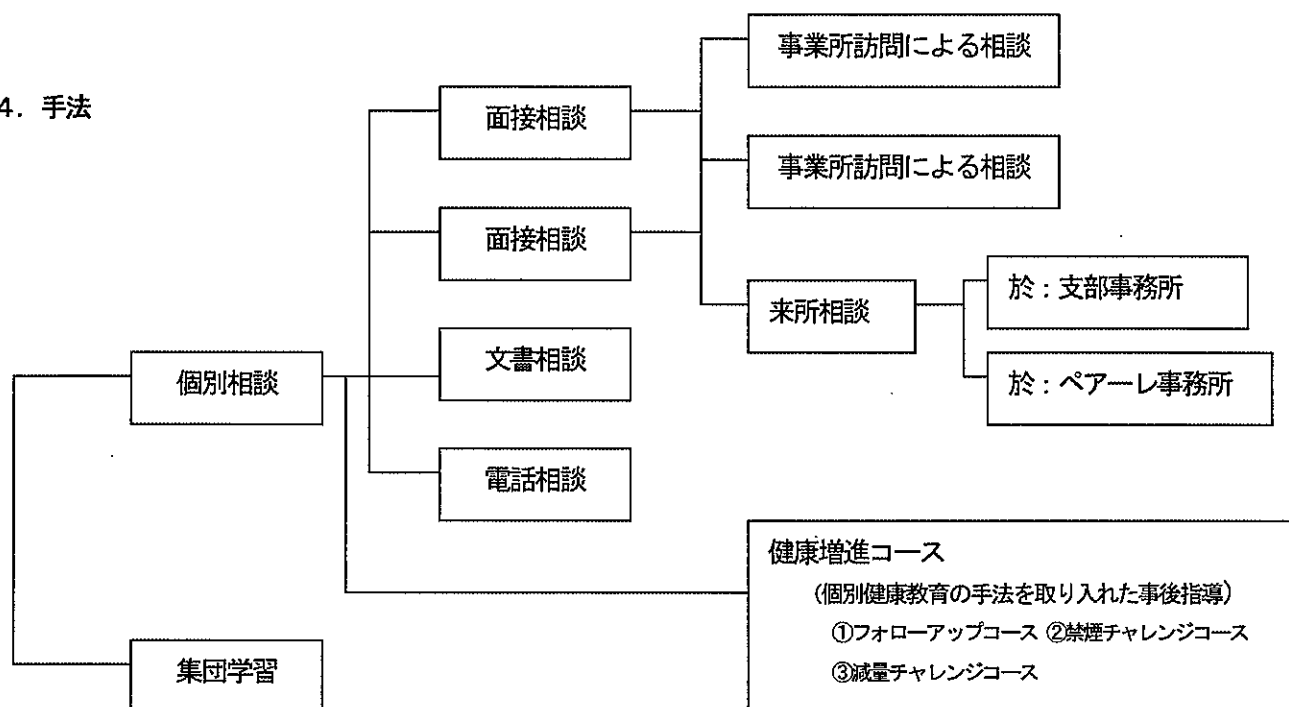 4．手法
事業所訪問による相談
面接相談
事業所訪問による相談
面接相談
来所相談
於：支部事務所
文書相談
個別相談
於：ペアーレ事務所
電話相談
健康増進コース
（個別健康教育の手法を取り入れた事後指導）
①フォローアップコース ②禁煙チャレンジコース
③減量チャレンジコース
集団学習